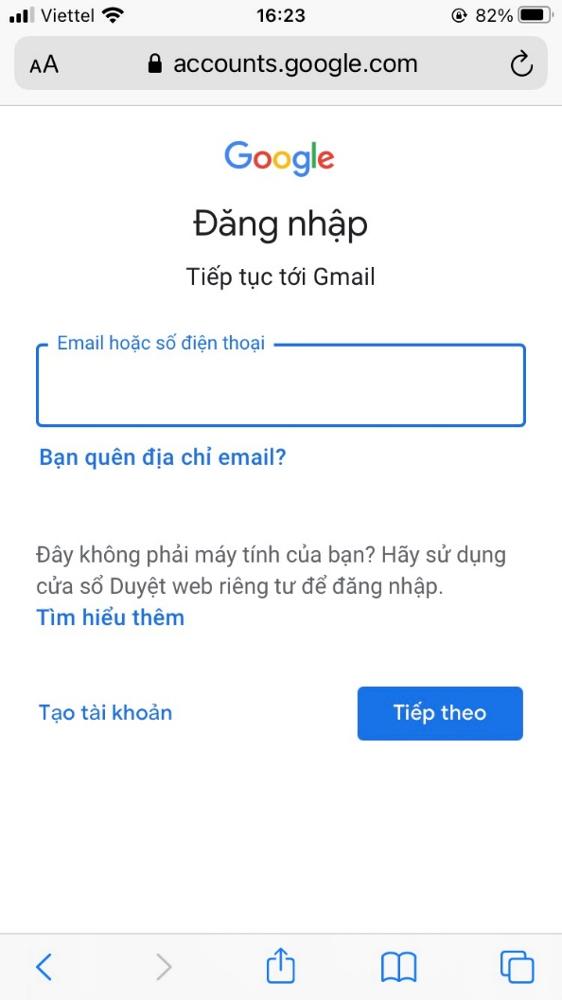 Viettel 16:23 82%
AA accounts.google.com
Google
Đăng nhập
Tiếp tục tới Gmail
Email hoặc số điện thoại
Bạn quên địa chỉ email?
Đây không phải máy tính của bạn? Hãy sử dụng
cửa sổ Duyệt web riêng tư để đăng nhập.
Tìm hiểu thêm
Tạo tài khoản Tiếp theo